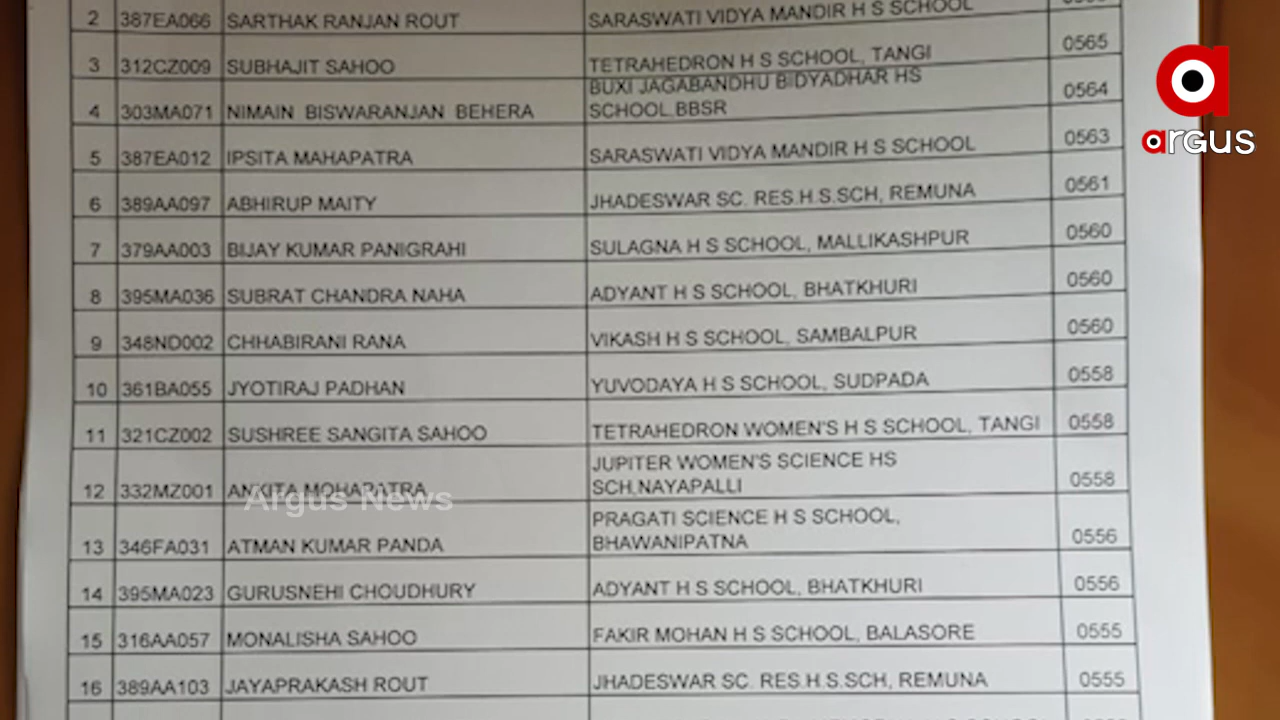 2 387EA066 SARTHAK RANJAN ROUT SARASWATI VIDYA MANDIR H S SCHOOL
3 312CZ009 SUBHAJIT SAHOO TETRAHEDRON H S SCHOOL, TANGI 0565
4 303MA071 NIMAIN BISWARANJAN BEHERA BUXI JAGABANDHU BIDYADHAR HS
SCHOOL,BBSR 0564
5 387EA012 IPSITA MAHAPATRA SARASWATI VIDYA MANDIR H S SCHOOL 0563
6 389AA097 ABHIRUP MAITY JHADESWAR SC. RES.H.S.SCH, REMUNA 0561
7 379AA003 BIJAY KUMAR PANIGRAHI SULAGNA H S SCHOOL, MALLIKASHPUR 0560
8 395MA036 SUBRAT CHANDRA NAHA ADYANT H S SCHOOL, BHATKHURI 0560
9 348ND002 CHHABIRANI RANA VIKASH H S SCHOOL, SAMBALPUR 0560
10 361BA055 JYOTIRAJ PADHAN YUVODAYA H S SCHOOL, SUDPADA 0558
11 321CZ002 SUSHREE SANGITA SAHOO TETRAHEDRON WOMEN'S H S SCHOOL, TANGI 0558
12 332MZ001 ANKITA MOHAPATRA JUPITER WOMEN'S SCIENCE HS
SCH,NAYAPALLI 0558
13 346FA031 ATMAN KUMAR PANDA PRAGATI SCIENCE H S SCHOOL,
BHAWANIPATNA 0556
14 395MA023 GURUSNEHI CHOUDHURY ADYANT H S SCHOOL, BHATKHURI 0556
15 316AA057 MONALISHA SAHOO FAKIR MOHAN H S SCHOOL, BALASORE 0555
16 389AA103 JAYAPRAKASH ROUT JHADESWAR SC. RES.H.S.SCH, REMUNA 0555
Argus News
a
argus